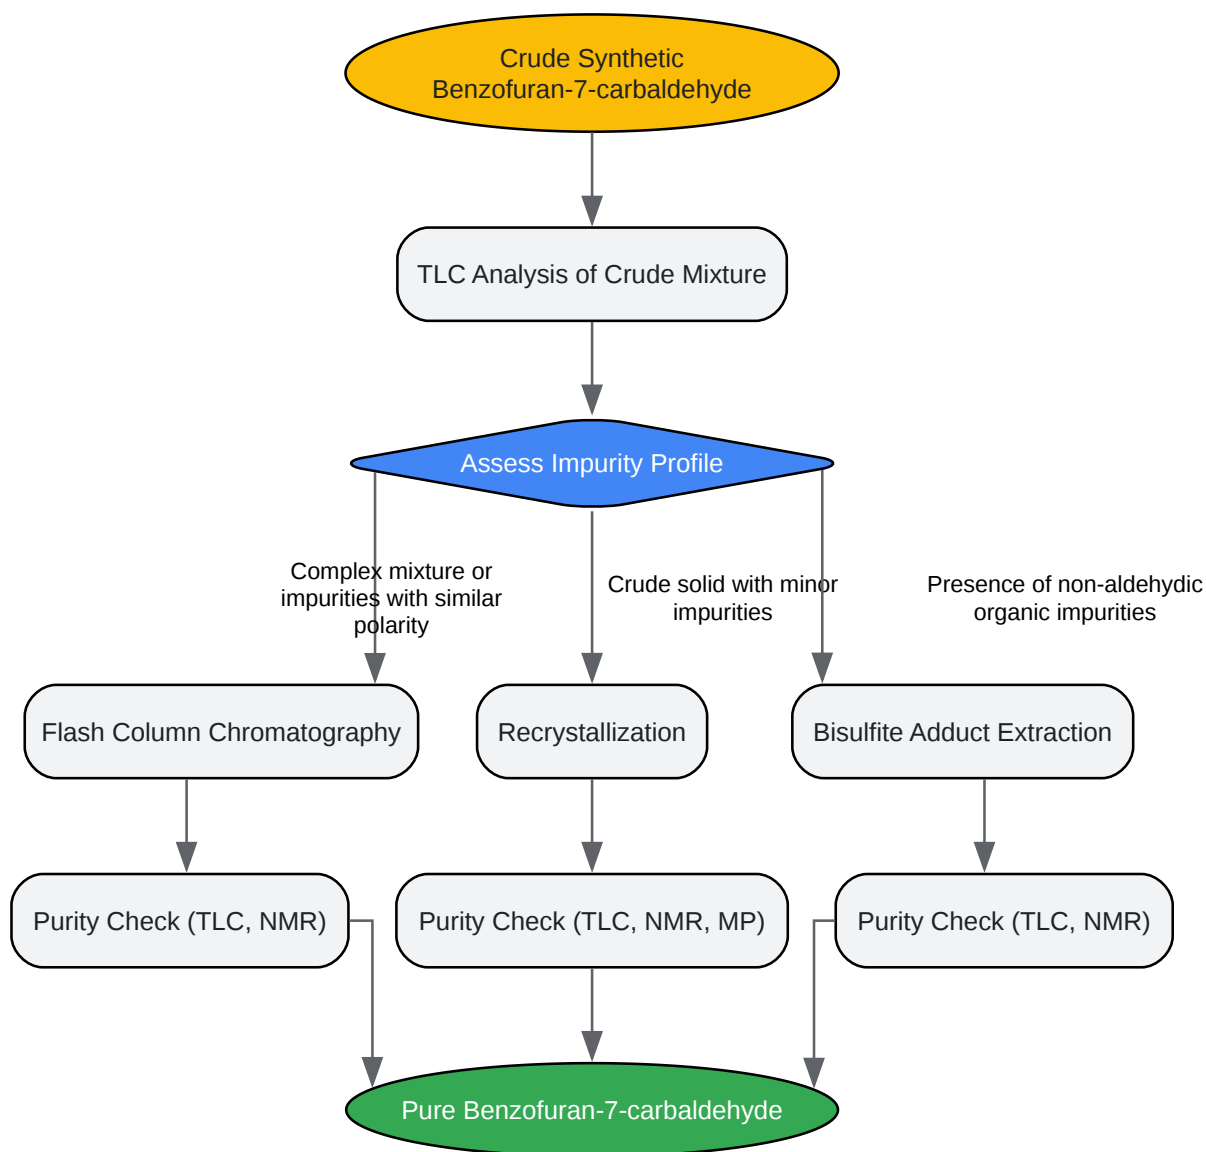 Crude Synthetic
Benzofuran-7-carbaldehyde
TLC Analysis of Crude Mixture
Assess Impurity Profile
Complex mixture or
impurities with similar
polarity
Crude solid with minor
impurities
Presence of non-aldehydic
organic impurities
Flash Column Chromatography
Recrystallization
Bisulfite Adduct Extraction
Purity Check (TLC, NMR)
Purity Check (TLC, NMR, MP)
Purity Check (TLC, NMR)
Pure Benzofuran-7-carbaldehyde